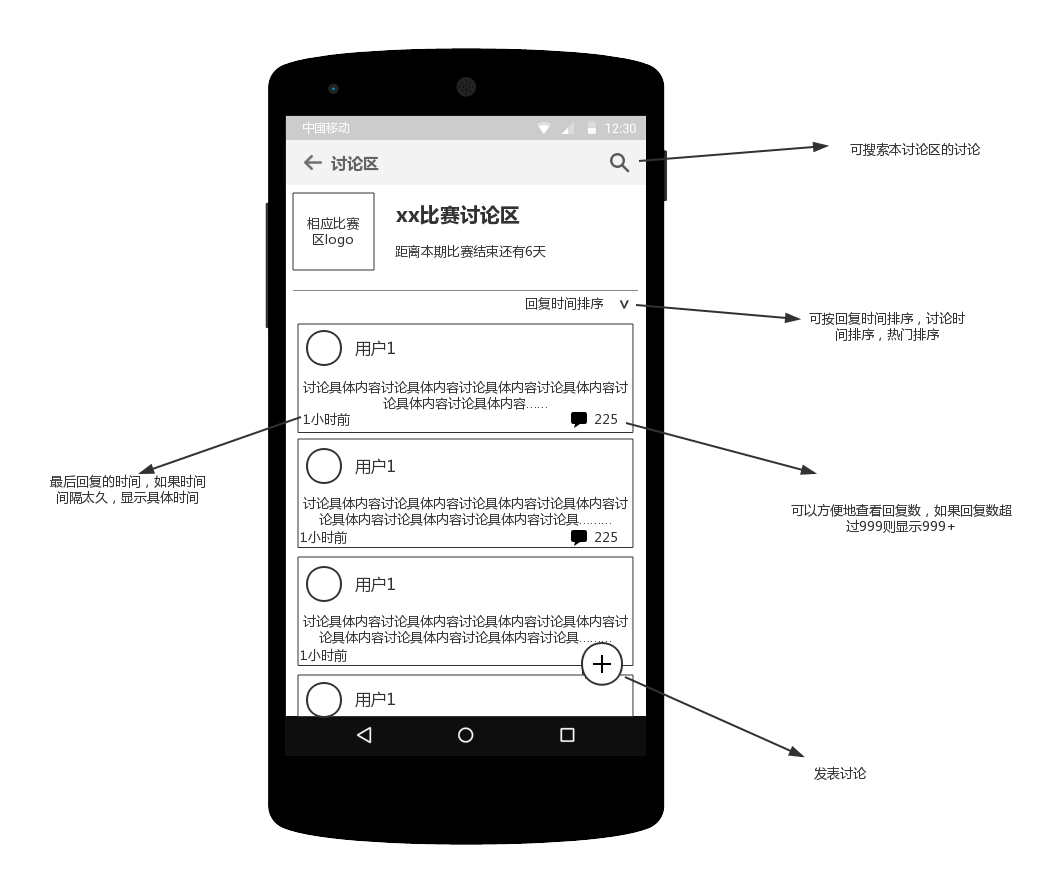 中国移动
12:30
讨论区
可搜索本讨论区的讨论
相应比赛
区logo
xx比赛讨论区
距离本期比赛结束还有6天
回复时间排序
可按回复时间排序，讨论时
间排序，热门排序
用户1
讨论具体内容讨论具体内容讨论具体内容讨论具体内容讨
论具体内容讨论具体内容......
1小时前
225
最后回复的时间，如果时间
间隔太久，显示具体时间
可以方便地查看回复数，如果回复数超
过999则显示999+
用户1
讨论具体内容讨论具体内容讨论具体内容讨论具体内容讨
论具体内容讨论具体内容讨论具体内容讨论具.........
1小时前
225
用户1
讨论具体内容讨论具体内容讨论具体内容讨论具体内容讨
论具体内容讨论具体内容讨论具体内容讨论具.........
1小时前
用户1
发表讨论